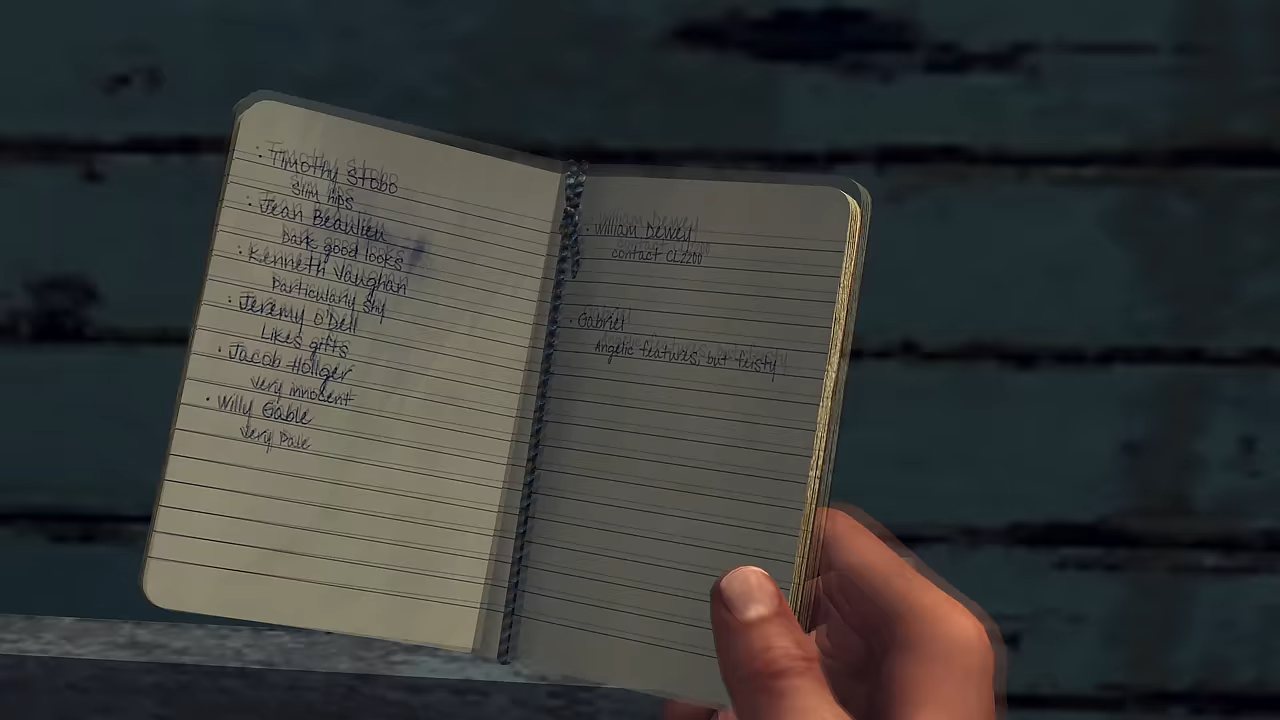 · Timothy Stobo
Slim hips
· Jean Beaulieu
Dark good looks
· Kenneth Vaughan
Particulary shy
· Jeremy O'Dell
Likes gifts
· Jacob Hollger
very innocent
· Willy Gable
Very Pale
· William Dewey
contact CL2200
· Gabriel
Angelic features, but feisty